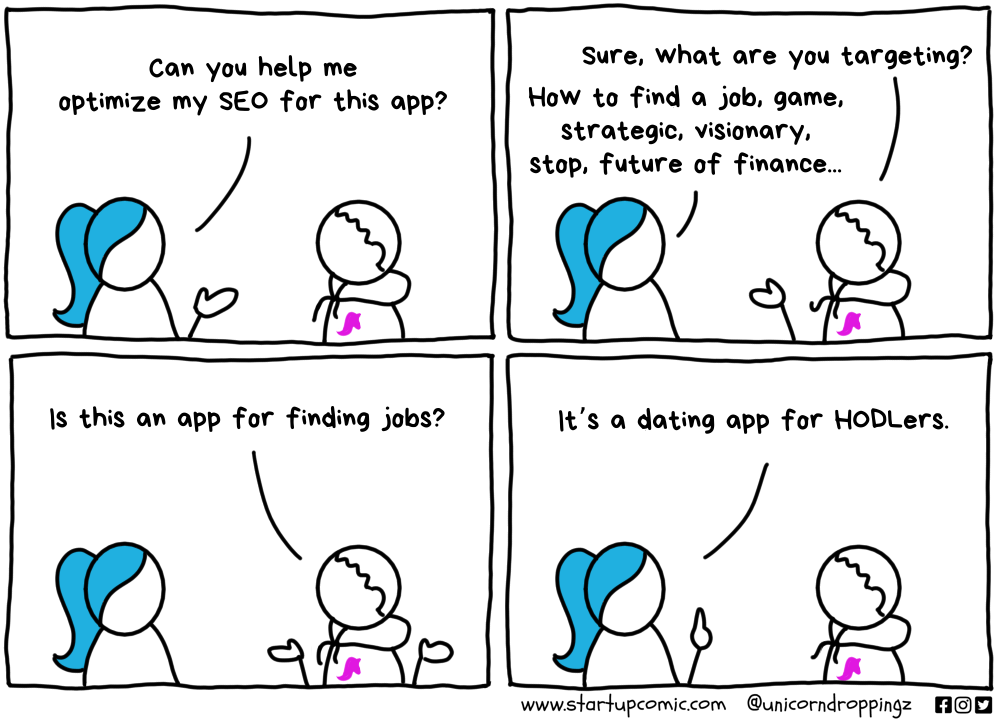 Can you help me
optimize my SEO for this app?
Sure, what are you targeting?
How to find a job, game,
strategic, visionary,
stop, future of finance...
Is this an app for finding jobs?
It's a dating app for HODLers.
www.startupcomic.com @unicorndroppingz